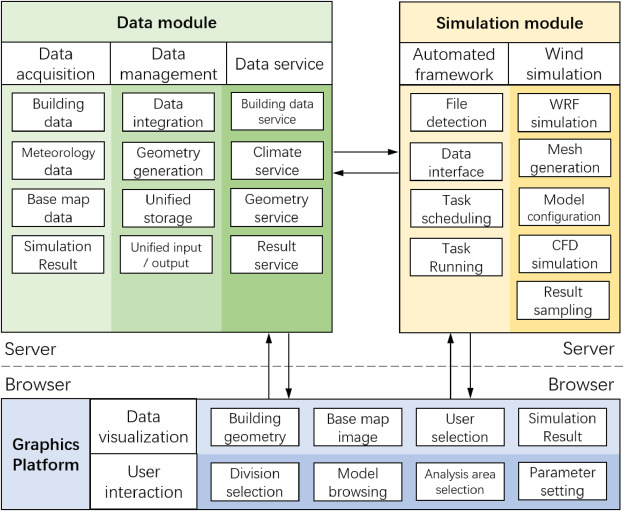 Data module
Simulation module
Data
acquisition
Data
management
Data service
Automated
framework
Wind
simulation
Building
data
Meteorology
data
Base map
data
Simulation
Result
Data
integration
Geometry
generation
Unified
storage
Unified input
/ output
Building data
service
Climate
service
Geometry
service
Result
service
File
detection
Data
interface
Task
scheduling
Task
Running
WRF
simulation
Mesh
generation
Model
configuration
CFD
simulation
Result
sampling
Server
Server
Browser
Browser
Graphics
Platform
Data
visualization
Building
geometry
Base map
image
User
selection
Simulation
Result
User
interaction
Division
selection
Model
browsing
Analysis area
selection
Parameter
setting